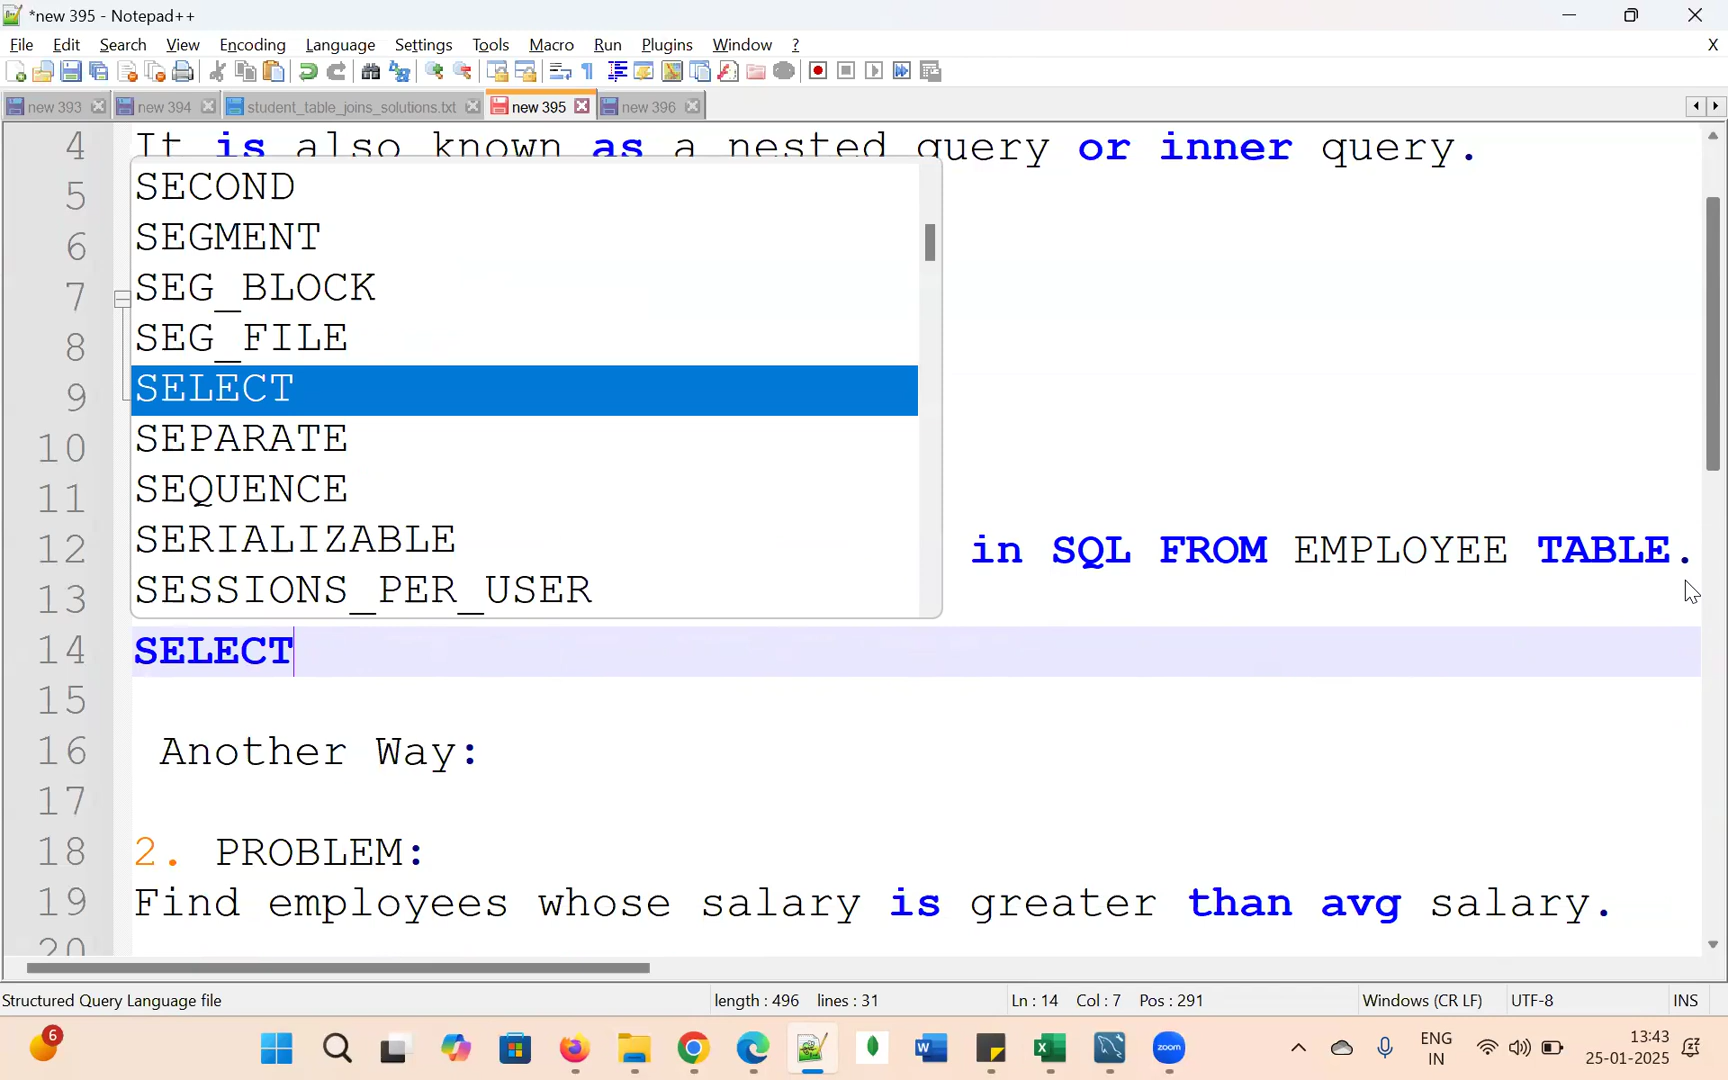 *new 395 - Notepad++
File Edit Search View Encoding Language Settings Tools Macro Run Plugins Window ? X
new 393 new 394 student_table_joins_solutions.txt new 395 new 396
4 It is also known as a nested query or inner query.
5 SECOND
6 SEGMENT
7 SEG_BLOCK
8 SEG_FILE
9 SELECT
10 SEPARATE
11 SEQUENCE
12 SERIALIZABLE in SQL FROM EMPLOYEE TABLE.
13 SESSIONS_PER_USER
14 SELECT
15
16 Another Way:
17
18 2. PROBLEM:
19 Find employees whose salary is greater than avg salary.
20
Structured Query Language file length : 496 lines : 31 Ln : 14 Col : 7 Pos : 291 Windows (CR LF) UTF-8 INS
6 W zoom ENG 13:43
IN 25-01-2025